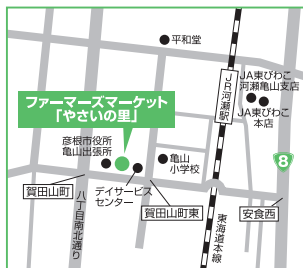 平和堂
JA東びわこ
河瀬亀山支店
JR河瀬駅
ファーマーズマーケット
「やさいの里」
JA東びわこ
本店
彦根市役所
亀山出張所
亀山
小学校
8
デイサービス
センター
賀田山町
賀田山町東
安食西
八丁目南北通り
東海道本線